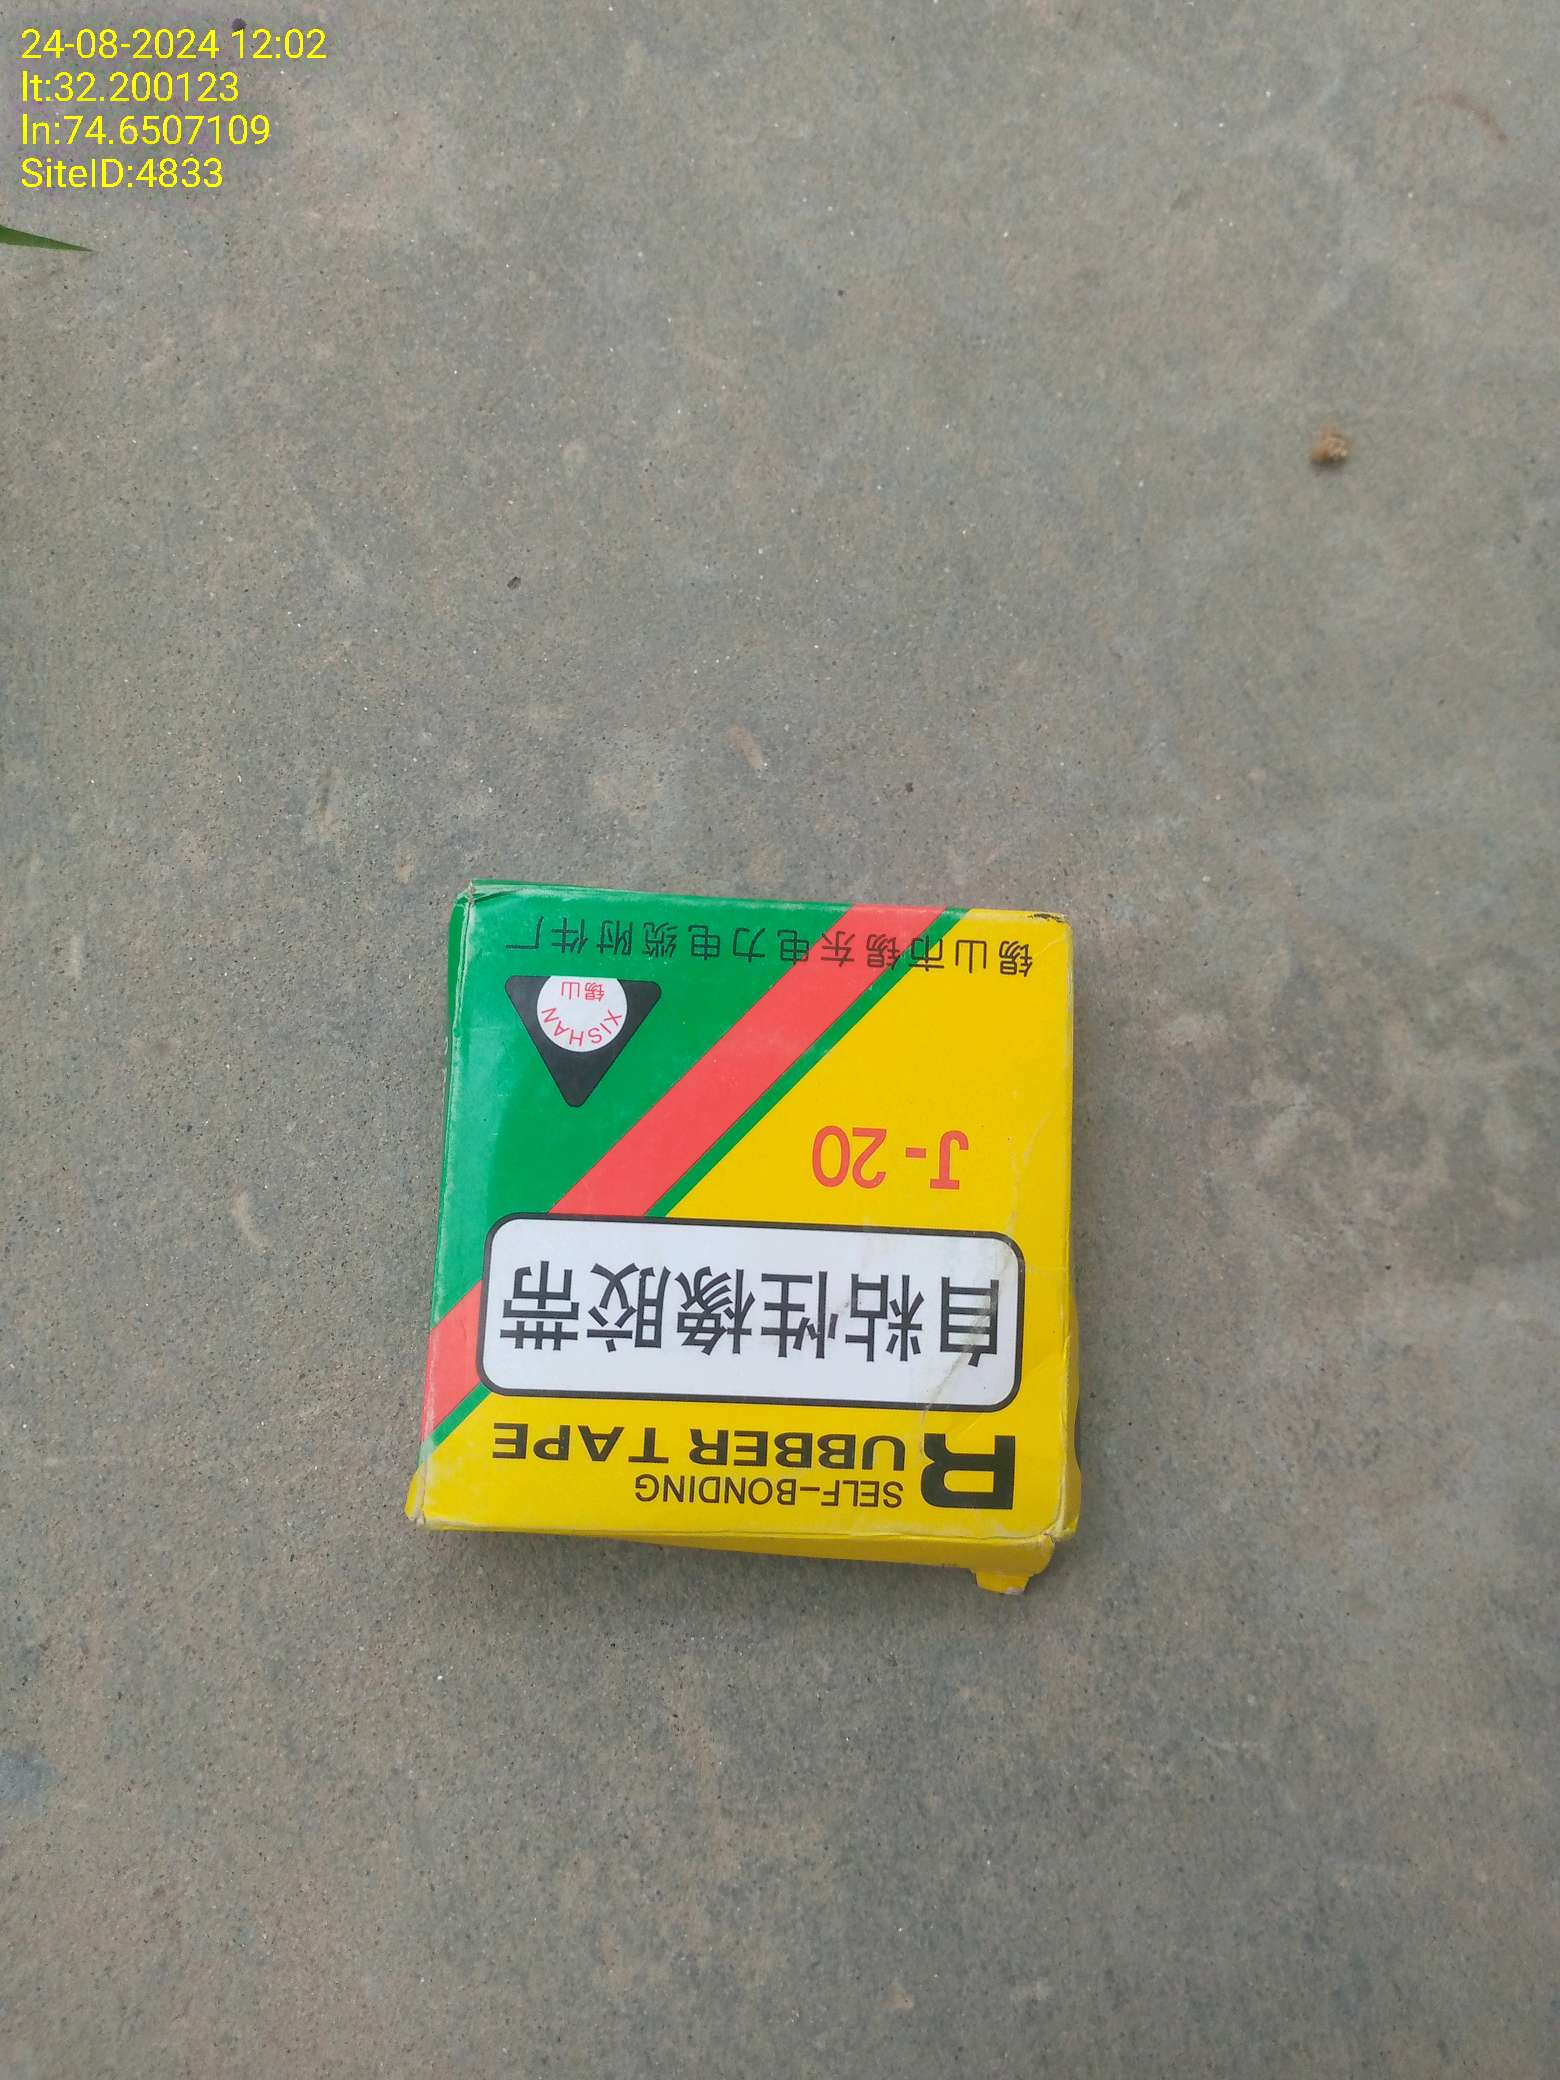 24-08-2024 12:02
lt:32.200123
ln:74.6507109
SiteID:4833
SELF-BONDING
RUBBER TAPE
自粘性橡胶带
J-20
XISHAN
锡山
锡山市锡东电力电缆附件厂